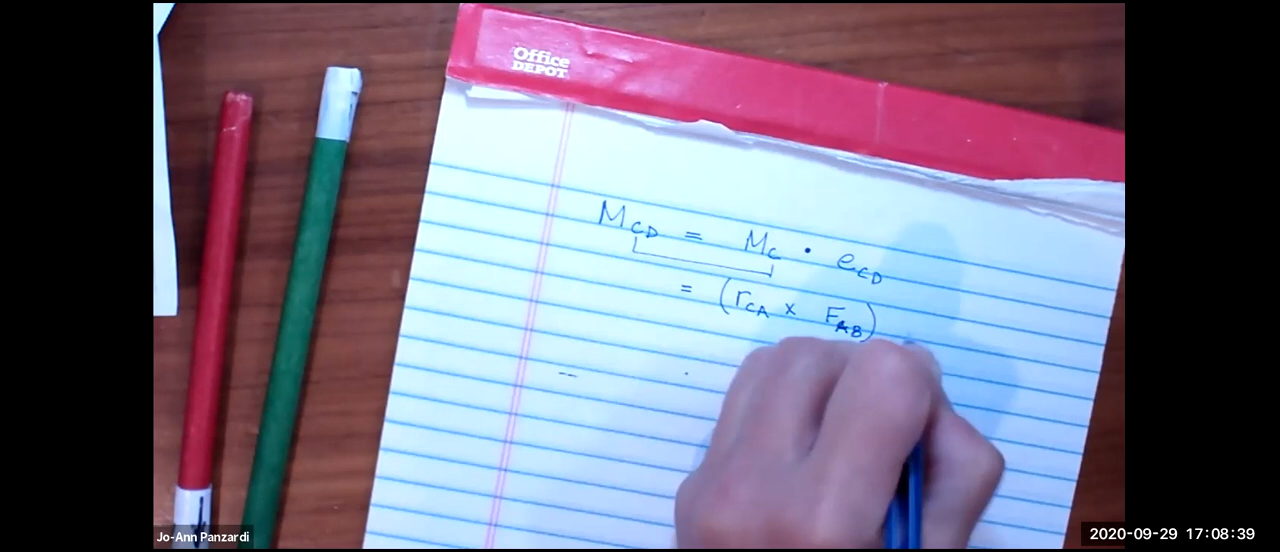 Office
DEPOT
M_CD = M_C • e_CD
= (r_CA x F_AB)
Jo-Ann Panzardi
2020-09-29 17:08:39